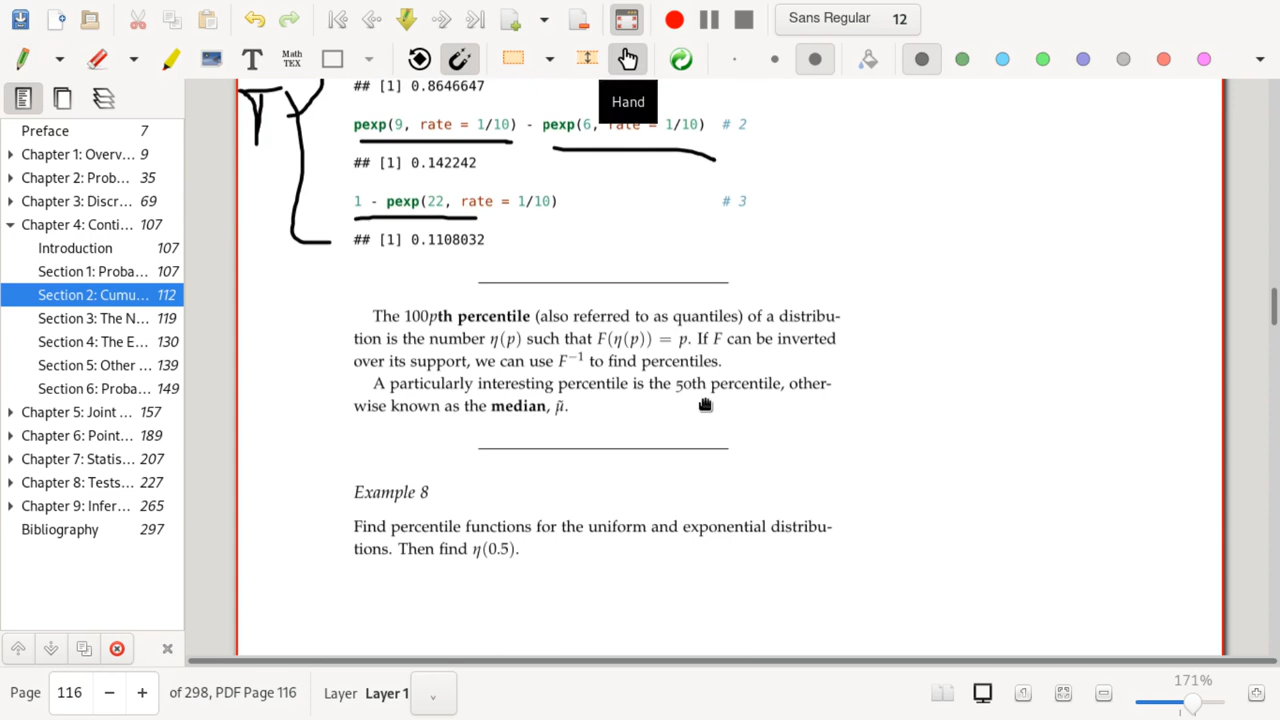 Sans Regular 12
Math
TEX
Hand
Preface 7
Chapter 1: Overv... 9
Chapter 2: Prob... 35
Chapter 3: Discr... 69
Chapter 4: Conti... 107
Introduction 107
Section 1: Proba... 107
Section 2: Cumu... 112
Section 3: The N... 119
Section 4: The E... 130
Section 5: Other ... 139
Section 6: Proba... 149
Chapter 5: Joint ... 157
Chapter 6: Point... 189
Chapter 7: Statis... 207
Chapter 8: Tests... 227
Chapter 9: Infer... 265
Bibliography 297
## [1] 0.8646647
pexp(9, rate = 1/10) - pexp(6, rate = 1/10) # 2
## [1] 0.142242
1 - pexp(22, rate = 1/10) # 3
## [1] 0.1108032
The 100pth percentile (also referred to as quantiles) of a distribu-
tion is the number η(p) such that F(η(p)) = p. If F can be inverted
over its support, we can use F⁻¹ to find percentiles.
A particularly interesting percentile is the 50th percentile, other-
wise known as the median, μ̃.
Example 8
Find percentile functions for the uniform and exponential distribu-
tions. Then find η(0.5).
Page 116 − + of 298, PDF Page 116 Layer Layer 1 171%